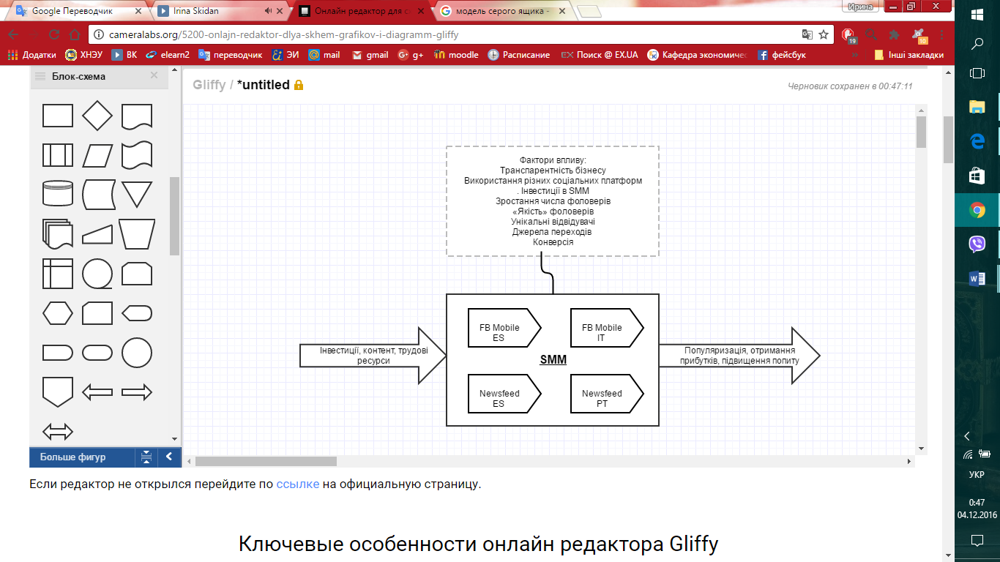 Google Переводчик
Irina Skidan
Онлайн редактор для с
модель серого ящика -
Ирина
cameralabs.org/5200-onlajn-redaktor-dlya-skhem-grafikov-i-diagramm-gliffy
19
10
Додатки
ХНЭУ
ВК
elearn2
переводчик
ЭИ
mail
gmail
g+
moodle
Расписание
EX Поиск @ EX.UA
Кафедра экономичес
фейсбук
»
Інші закладки
Блок-схема
Gliffy / *untitled
Черновик сохранен в 00:47:11
Фактори впливу:
Транспарентність бізнесу
Використання різних соціальних платформ
. Інвестиції в SMM
Зростання числа фоловерів
«Якість» фоловерів
Унікальні відвідувачі
Джерела переходів
Конверсія
FB Mobile
ES
FB Mobile
IT
Інвестиції, контент, трудові
ресурси
SMM
Популяризація, отримання
прибутків, підвищення попиту
Newsfeed
ES
Newsfeed
PT
Больше фигур
Если редактор не открылся перейдите по ссылке на официальную страницу.
Ключевые особенности онлайн редактора Gliffy
УКР
0:47
04.12.2016